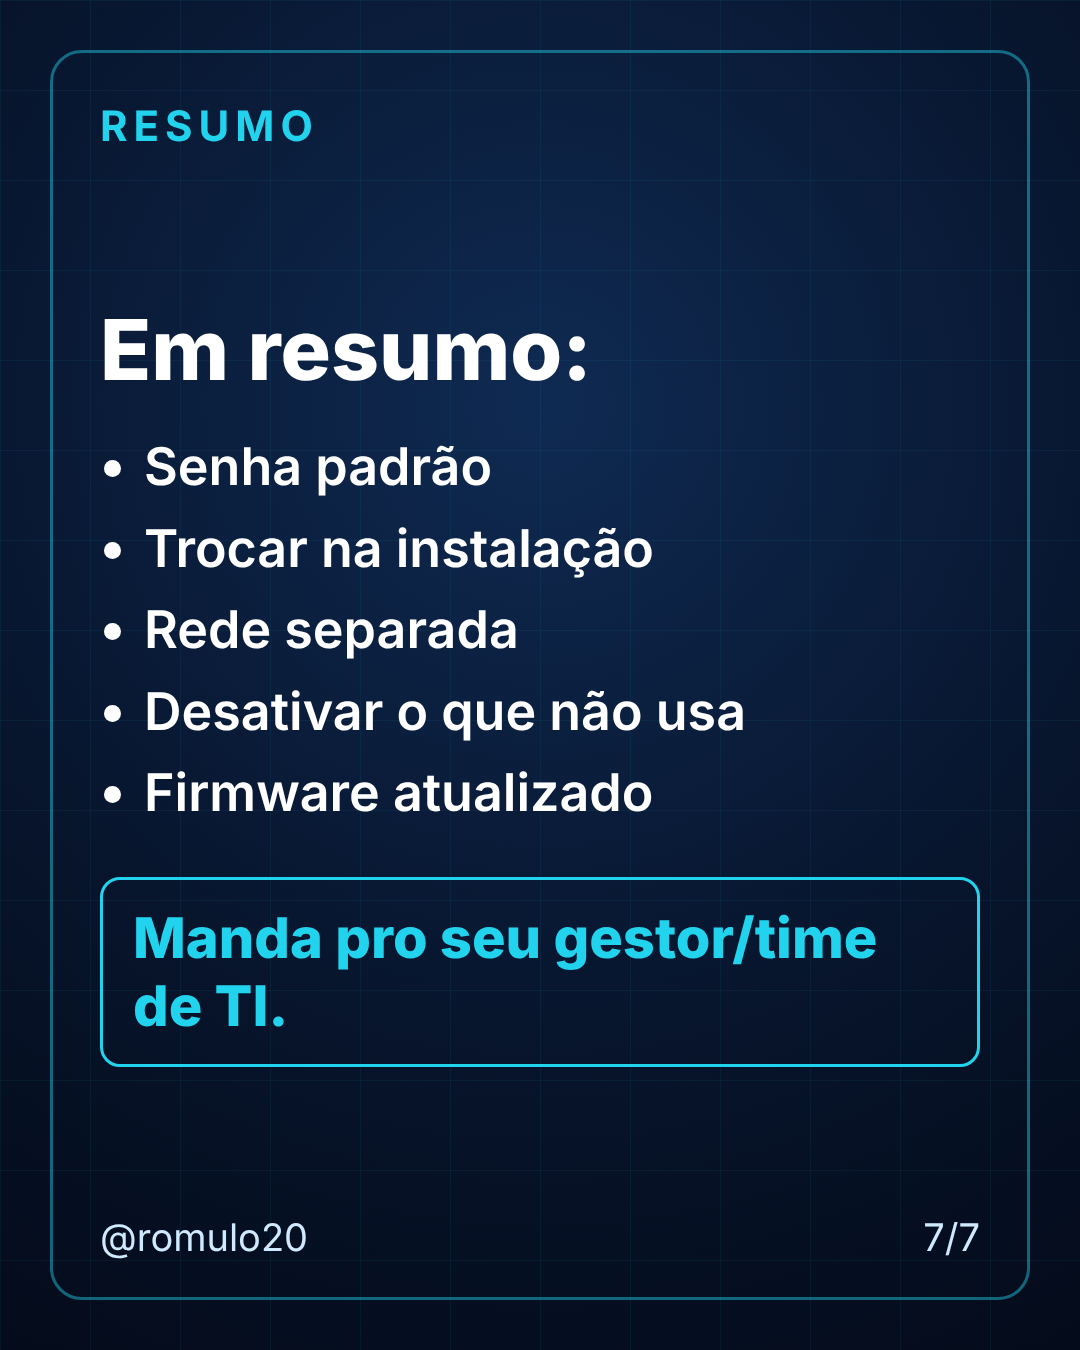 RESUMO
Em resumo:
• Senha padrão
• Trocar na instalação
• Rede separada
• Desativar o que não usa
• Firmware atualizado
Manda pro seu gestor/time
de TI.
@romulo20
7/7